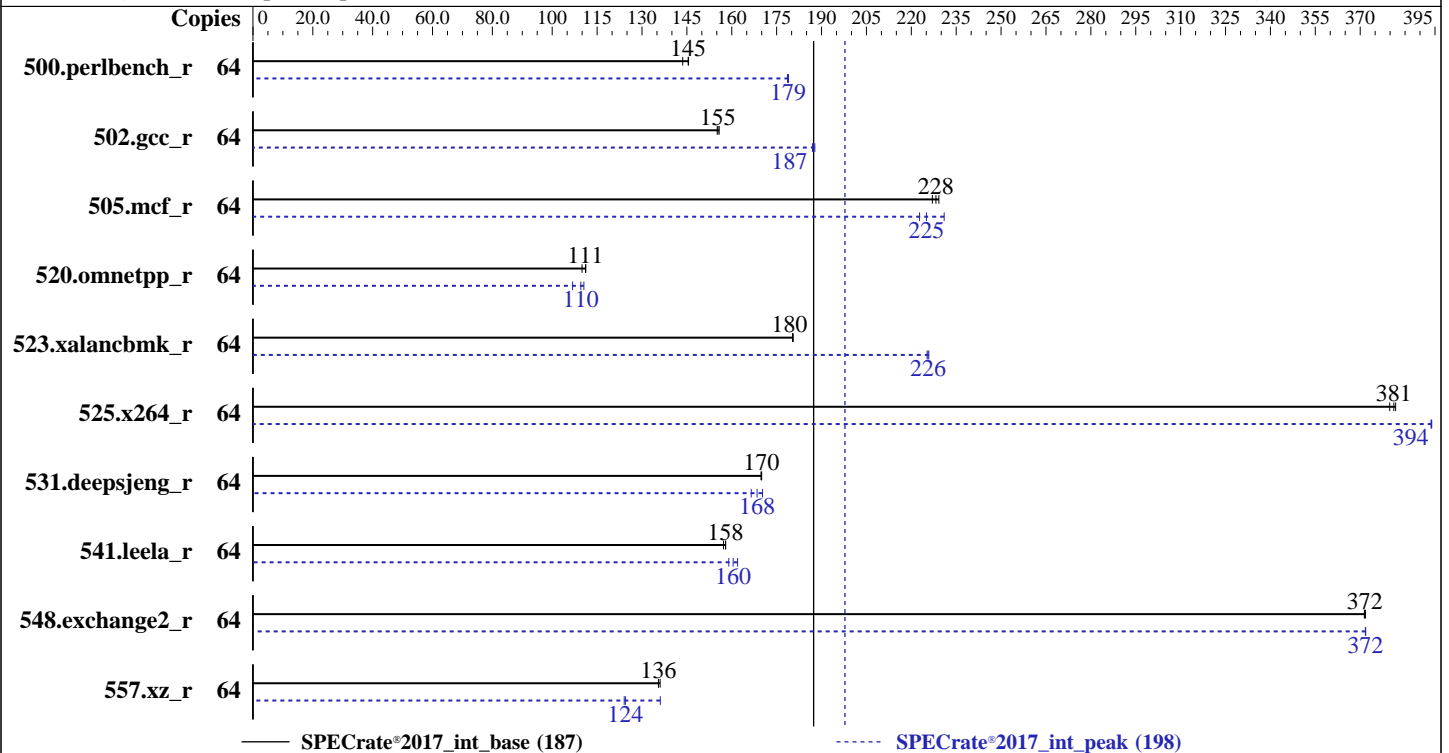 Copies 0 20.0 40.0 60.0 80.0 100 115 130 145 160 175 190 205 220 235 250 265 280 295 310 325 340 355 370 395
145
500.perlbench_r 64
179
155
502.gcc_r 64
187
228
505.mcf_r 64
225
111
520.omnetpp_r 64
110
180
523.xalancbmk_r 64
226
381
525.x264_r 64
394
170
531.deepsjeng_r 64
168
158
541.leela_r 64
160
372
548.exchange2_r 64
372
136
557.xz_r 64
124
SPECrate®2017_int_base (187) SPECrate®2017_int_peak (198)